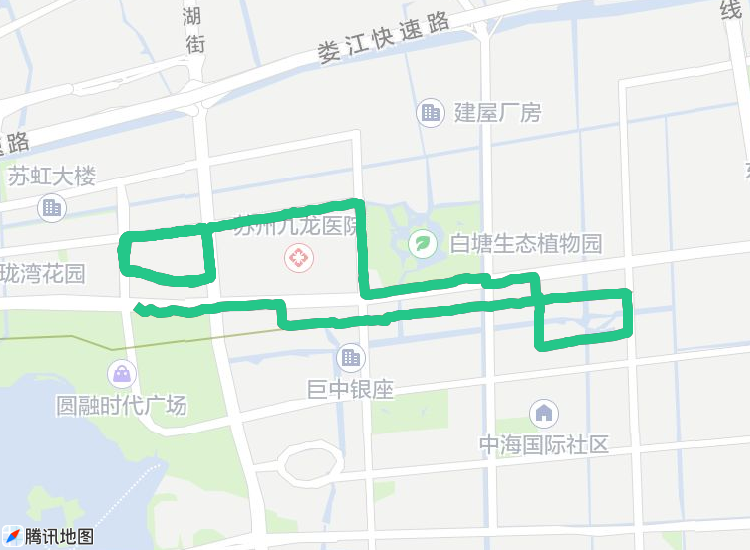 湖
街
娄江快速路
线
建屋厂房
速路
苏虹大楼
苏州九龙医院
白塘生态植物园
珑湾花园
巨中银座
圆融时代广场
中海国际社区
腾讯地图